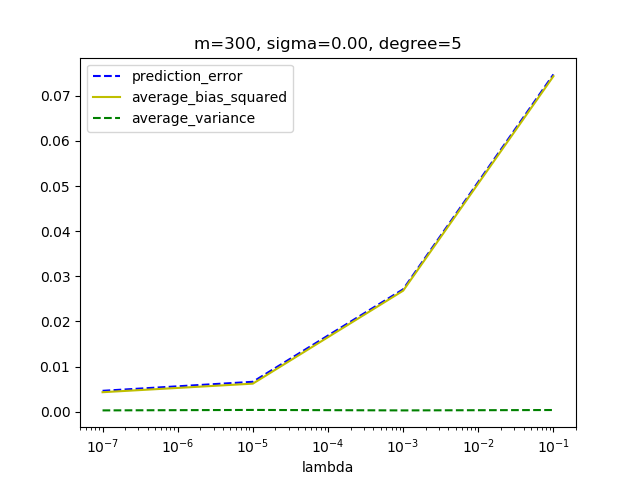 m=300, sigma=0.00, degree=5
prediction_error
average_bias_squared
average_variance
0.07
0.06
0.05
0.04
0.03
0.02
0.01
0.00
10⁻⁷ 10⁻⁶ 10⁻⁵ 10⁻⁴ 10⁻³ 10⁻² 10⁻¹
lambda